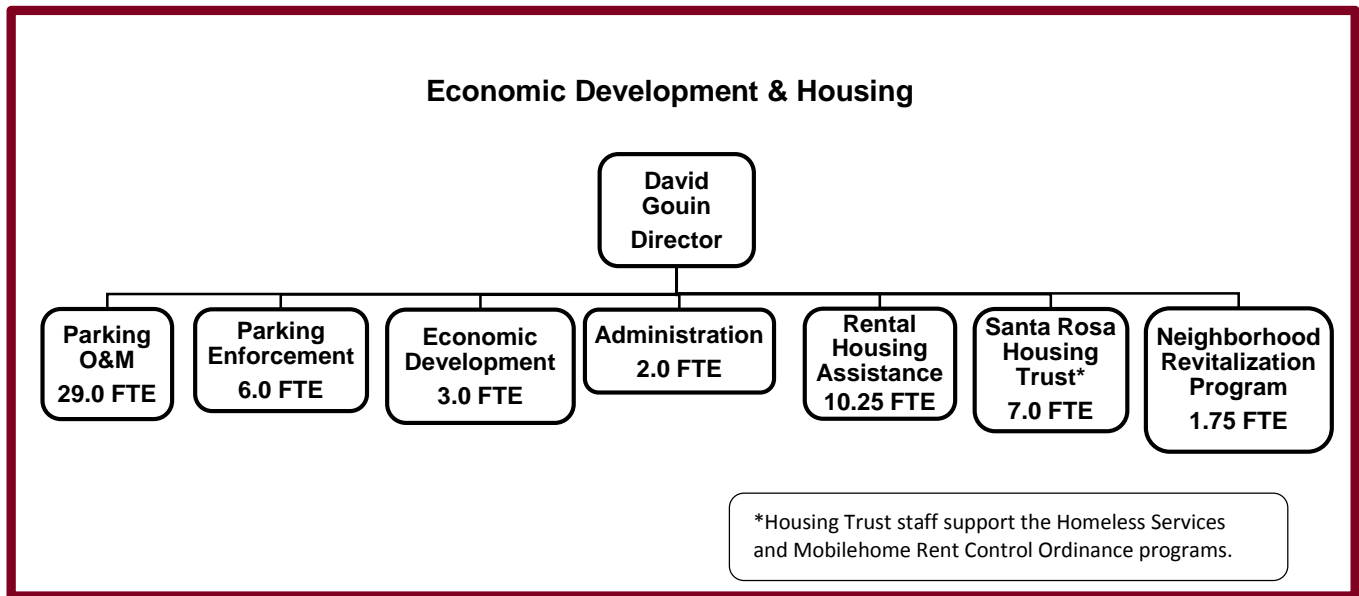 Economic Development & Housing
David
Gouin
Director
Parking
O&M
29.0 FTE
Parking
Enforcement
6.0 FTE
Economic
Development
3.0 FTE
Administration
2.0 FTE
Rental
Housing
Assistance
10.25 FTE
Santa Rosa
Housing
Trust*
7.0 FTE
Neighborhood
Revitalization
Program
1.75 FTE
*Housing Trust staff support the Homeless Services
and Mobilehome Rent Control Ordinance programs.